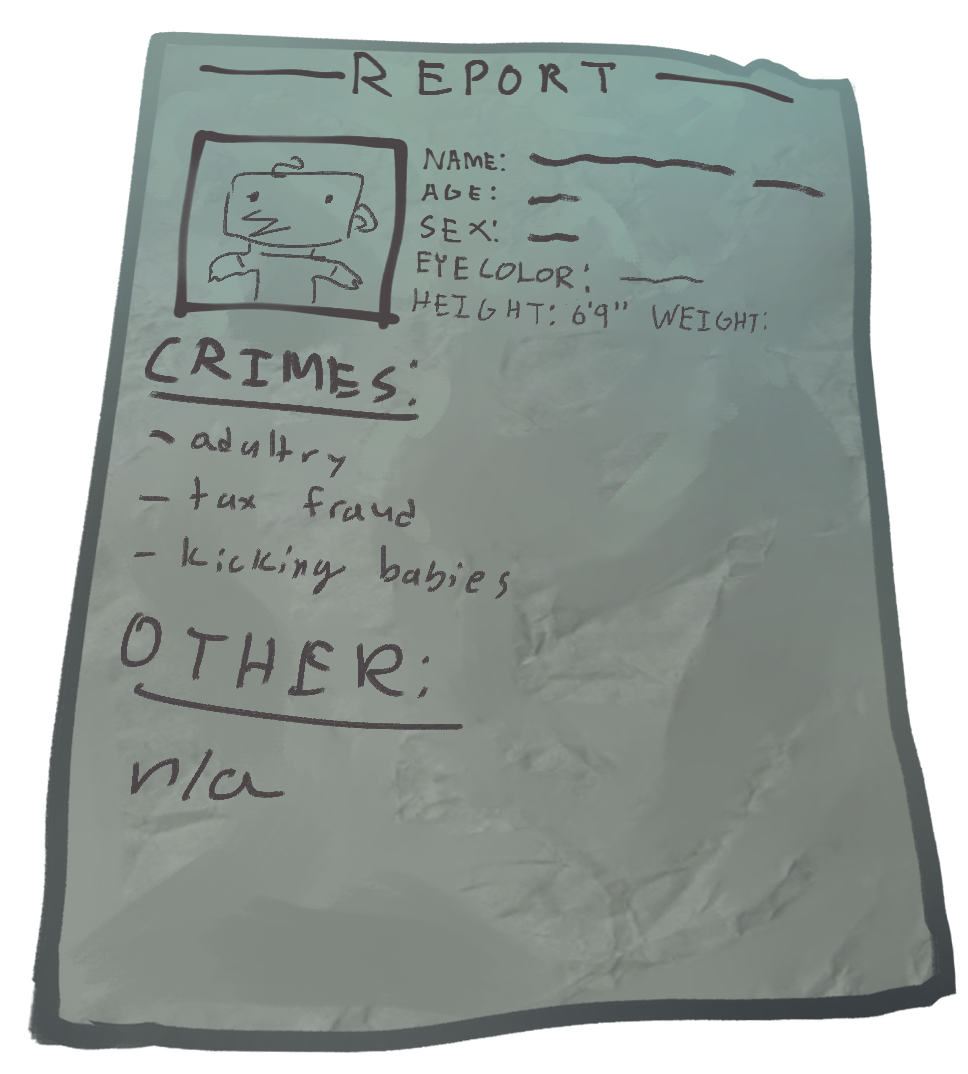 REPORT
NAME:
AGE:
SEX:
EYE COLOR:
HEIGHT: 6'9" WEIGHT:
CRIMES:
- adultry
- tax fraud
- kicking babies
OTHER:
n/a